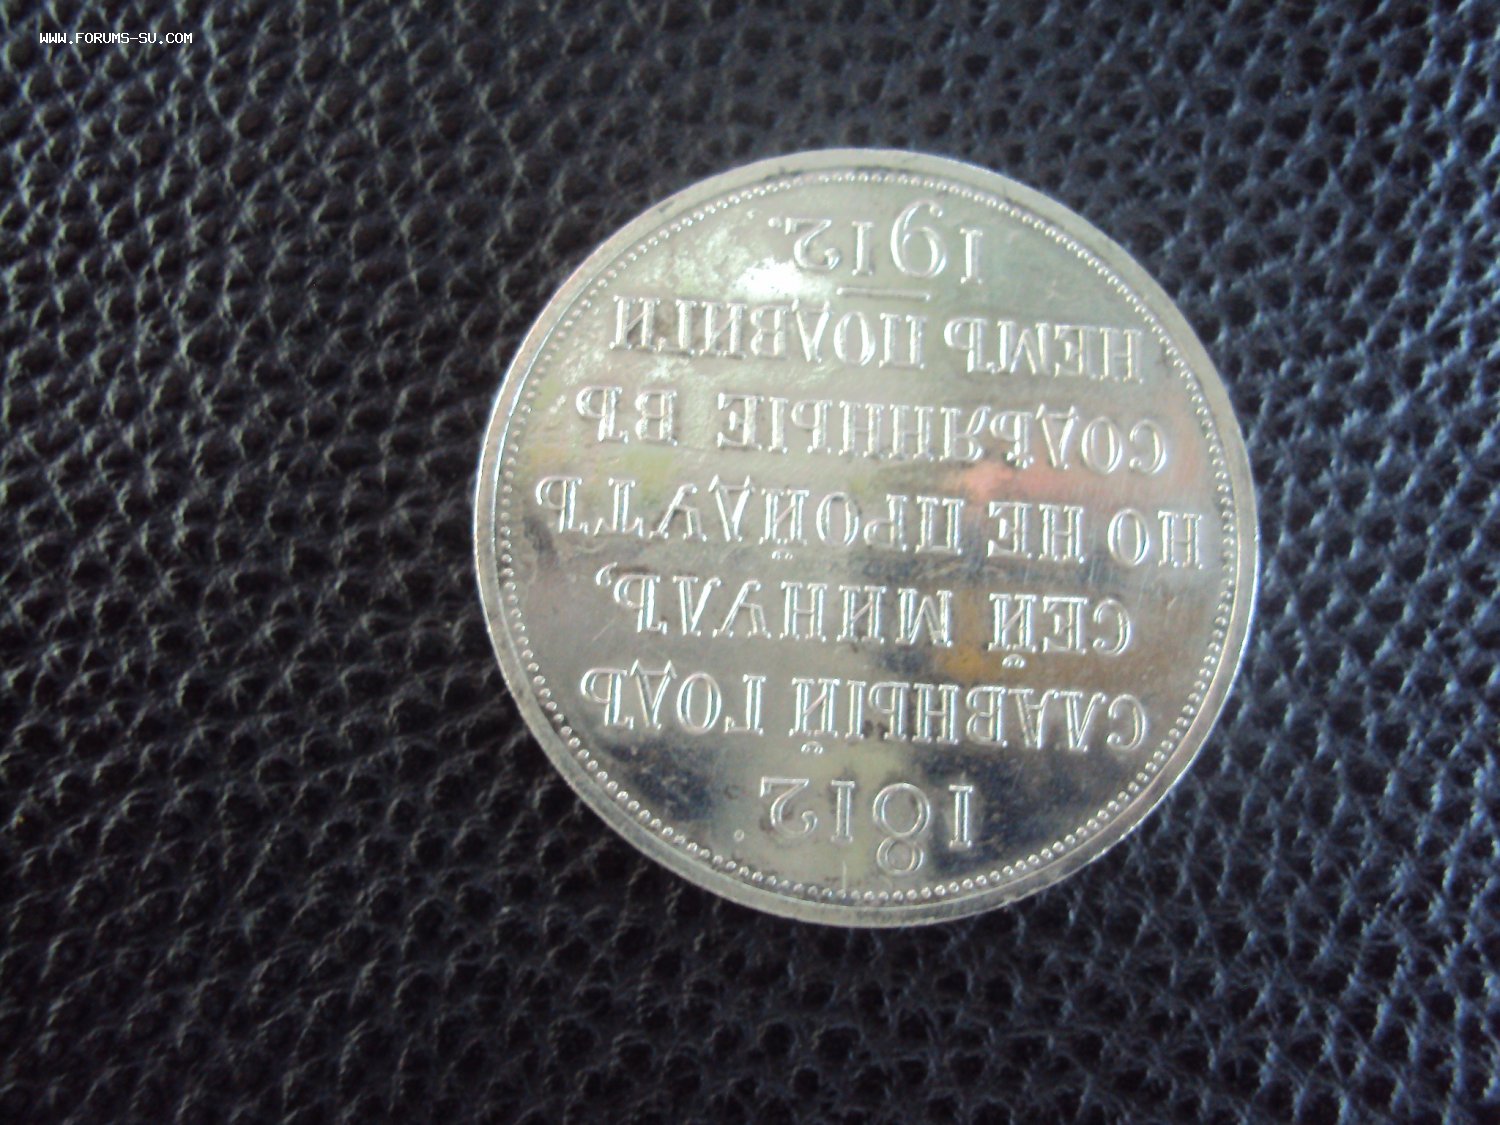 WWW.FORUMS-SU.COM
1812.
СЛАВНЫЙ ГОДЪ
СЕЙ МИНУЛЪ,
НО НЕ ПРОЙДУТЪ
СОДѢЯННЫЕ ВЪ
НЕМЪ ПОДВИГИ
1912.